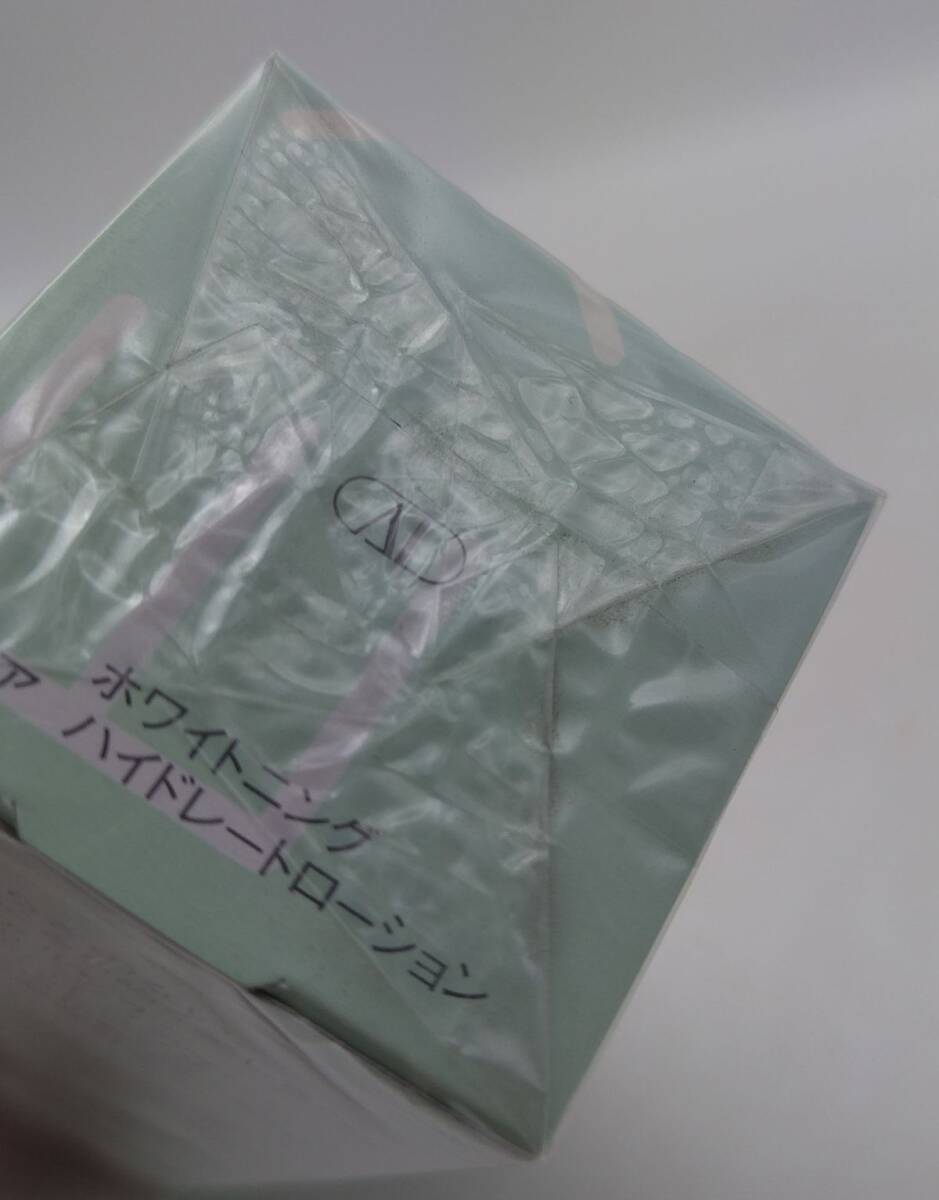 ホワイトニング
ア ハイドレートローション